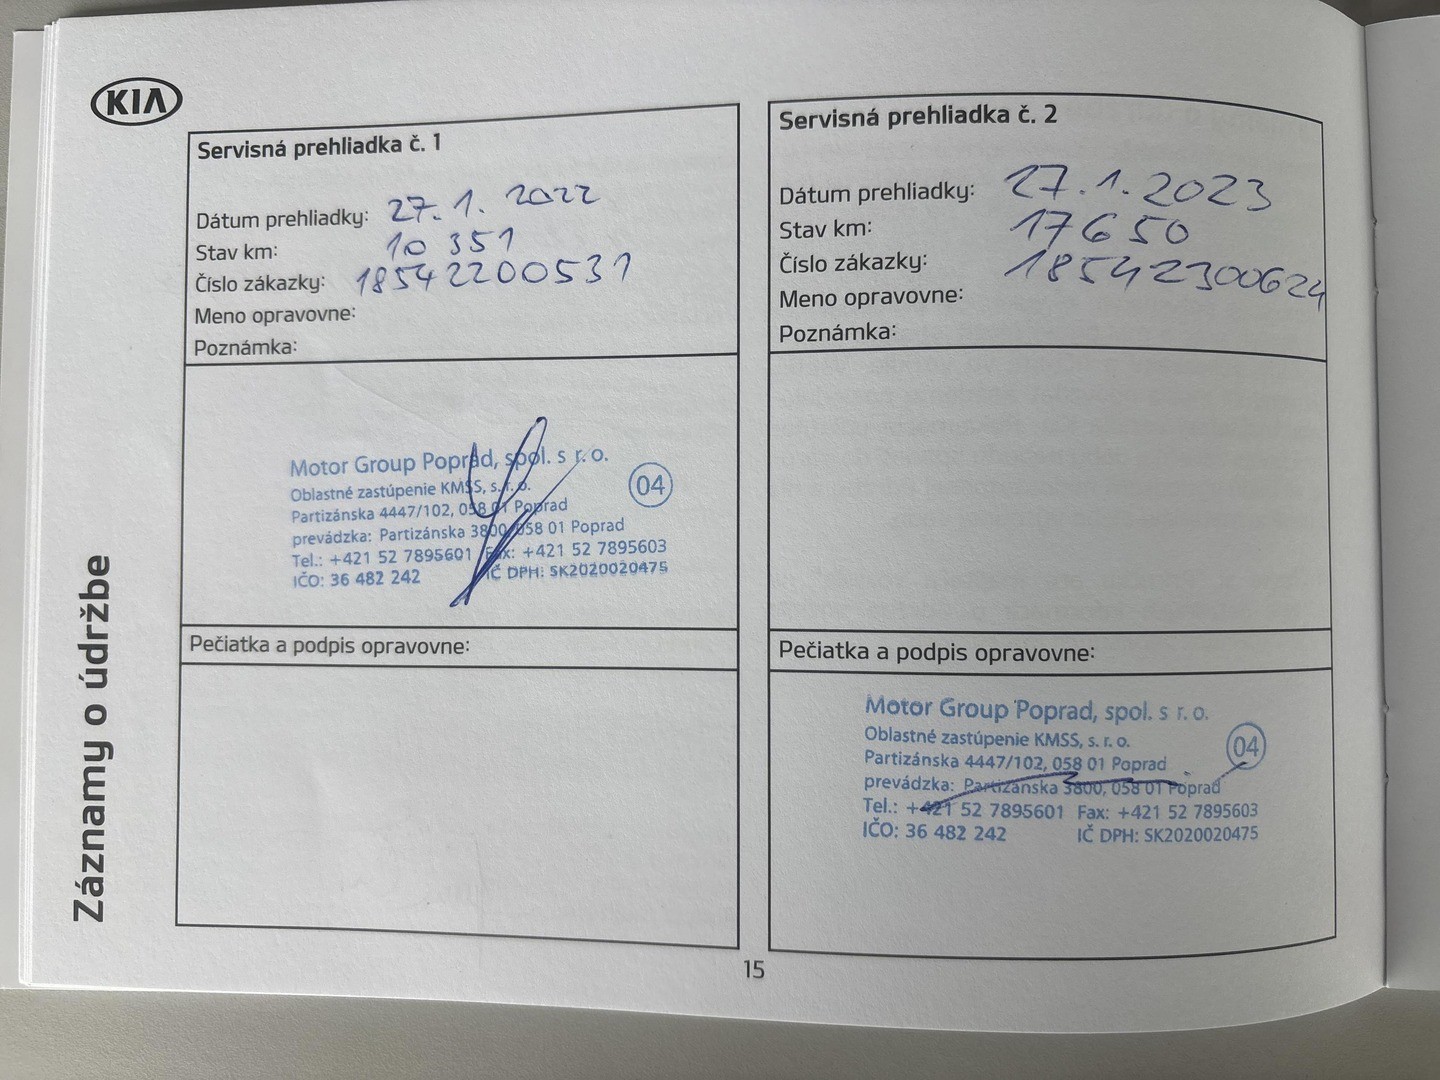 KIA
Záznamy o údržbe
Servisná prehliadka č. 1
Dátum prehliadky: 27.1. 2022
Stav km: 10 351
Číslo zákazky: 18542200531
Meno opravovne:
Poznámka:
Motor Group Poprad, spol. s r.o.
Oblastné zastúpenie KMSS, s. r. o.
04
Partizánska 4447/102, 058 01 Poprad
prevádzka: Partizánska 3800, 058 01 Poprad
Tel.: +421 52 7895601 Fax: +421 52 7895603
IČO: 36 482 242 IČ DPH: SK2020020475
Pečiatka a podpis opravovne:
Servisná prehliadka č. 2
Dátum prehliadky: 27.1.2023
Stav km: 17650
Číslo zákazky: 18542300624
Meno opravovne:
Poznámka:
Pečiatka a podpis opravovne:
Motor Group Poprad, spol. s r.o.
Oblastné zastúpenie KMSS, s. r. o.
04
Partizánska 4447/102, 058 01 Poprad
prevádzka: Partizánska 3800, 058 01 Poprad
Tel.: +421 52 7895601 Fax: +421 52 7895603
IČO: 36 482 242 IČ DPH: SK2020020475
15